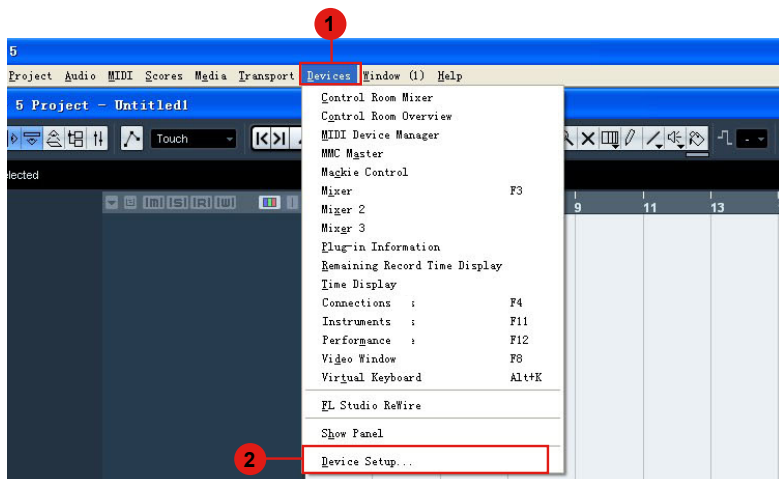 1
5
Project Audio MIDI Scores Media Transport Devices Window (1) Help
5 Project - Untitled1
Touch
lected
Control Room Mixer
Control Room Overview
MIDI Device Manager
MMC Master
Mackie Control
Mixer F3
Mixer 2
Mixer 3
Plug-in Information
Remaining Record Time Display
Time Display
Connections : F4
Instruments : F11
Performance : F12
Video Window F8
Virtual Keyboard Alt+K
FL Studio ReWire
Show Panel
2
Device Setup...
m S R W
9 11 13